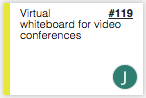 Virtual #119
whiteboard for video
conferences
J